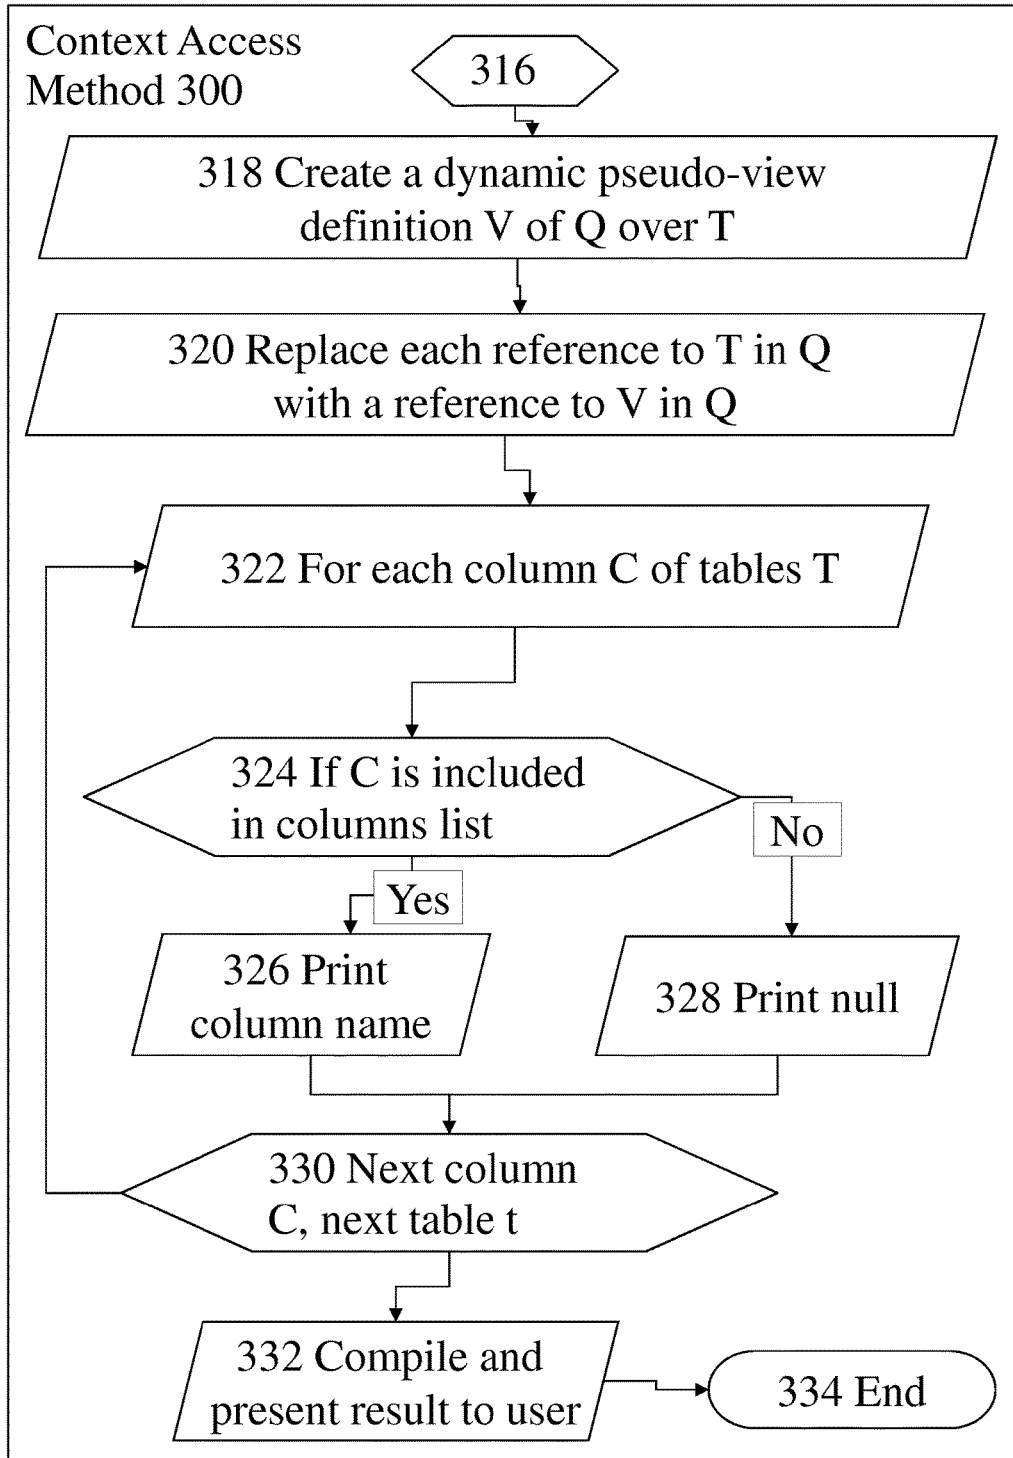 Context Access
Method 300
316
318 Create a dynamic pseudo-view
definition V of Q over T
320 Replace each reference to T in Q
with a reference to V in Q
322 For each column C of tables T
324 If C is included
in columns list
No
Yes
326 Print
column name
328 Print null
330 Next column
C, next table t
332 Compile and
present result to user
334 End